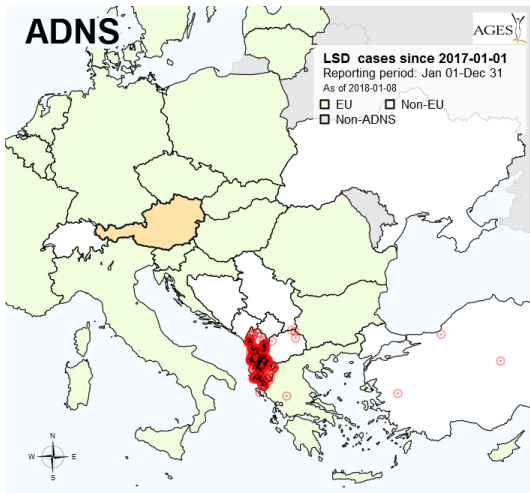 ADNS
AGES
LSD cases since 2017-01-01
Reporting period: Jan 01-Dec 31
As of 2018-01-08
EU Non-EU
Non-ADNS
N
W E
S